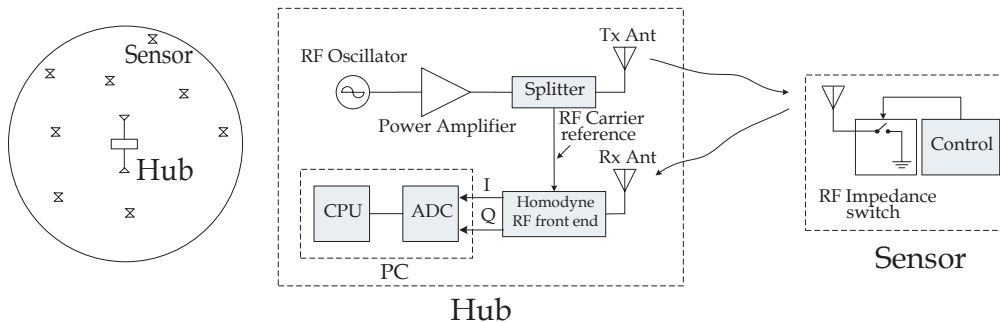 Sensor
Hub
RF Oscillator
Power Amplifier
Splitter
Tx Ant
RF Carrier
reference
Rx Ant
I
Q
CPU
ADC
Homodyne
RF front end
PC
Hub
Control
RF Impedance
switch
Sensor